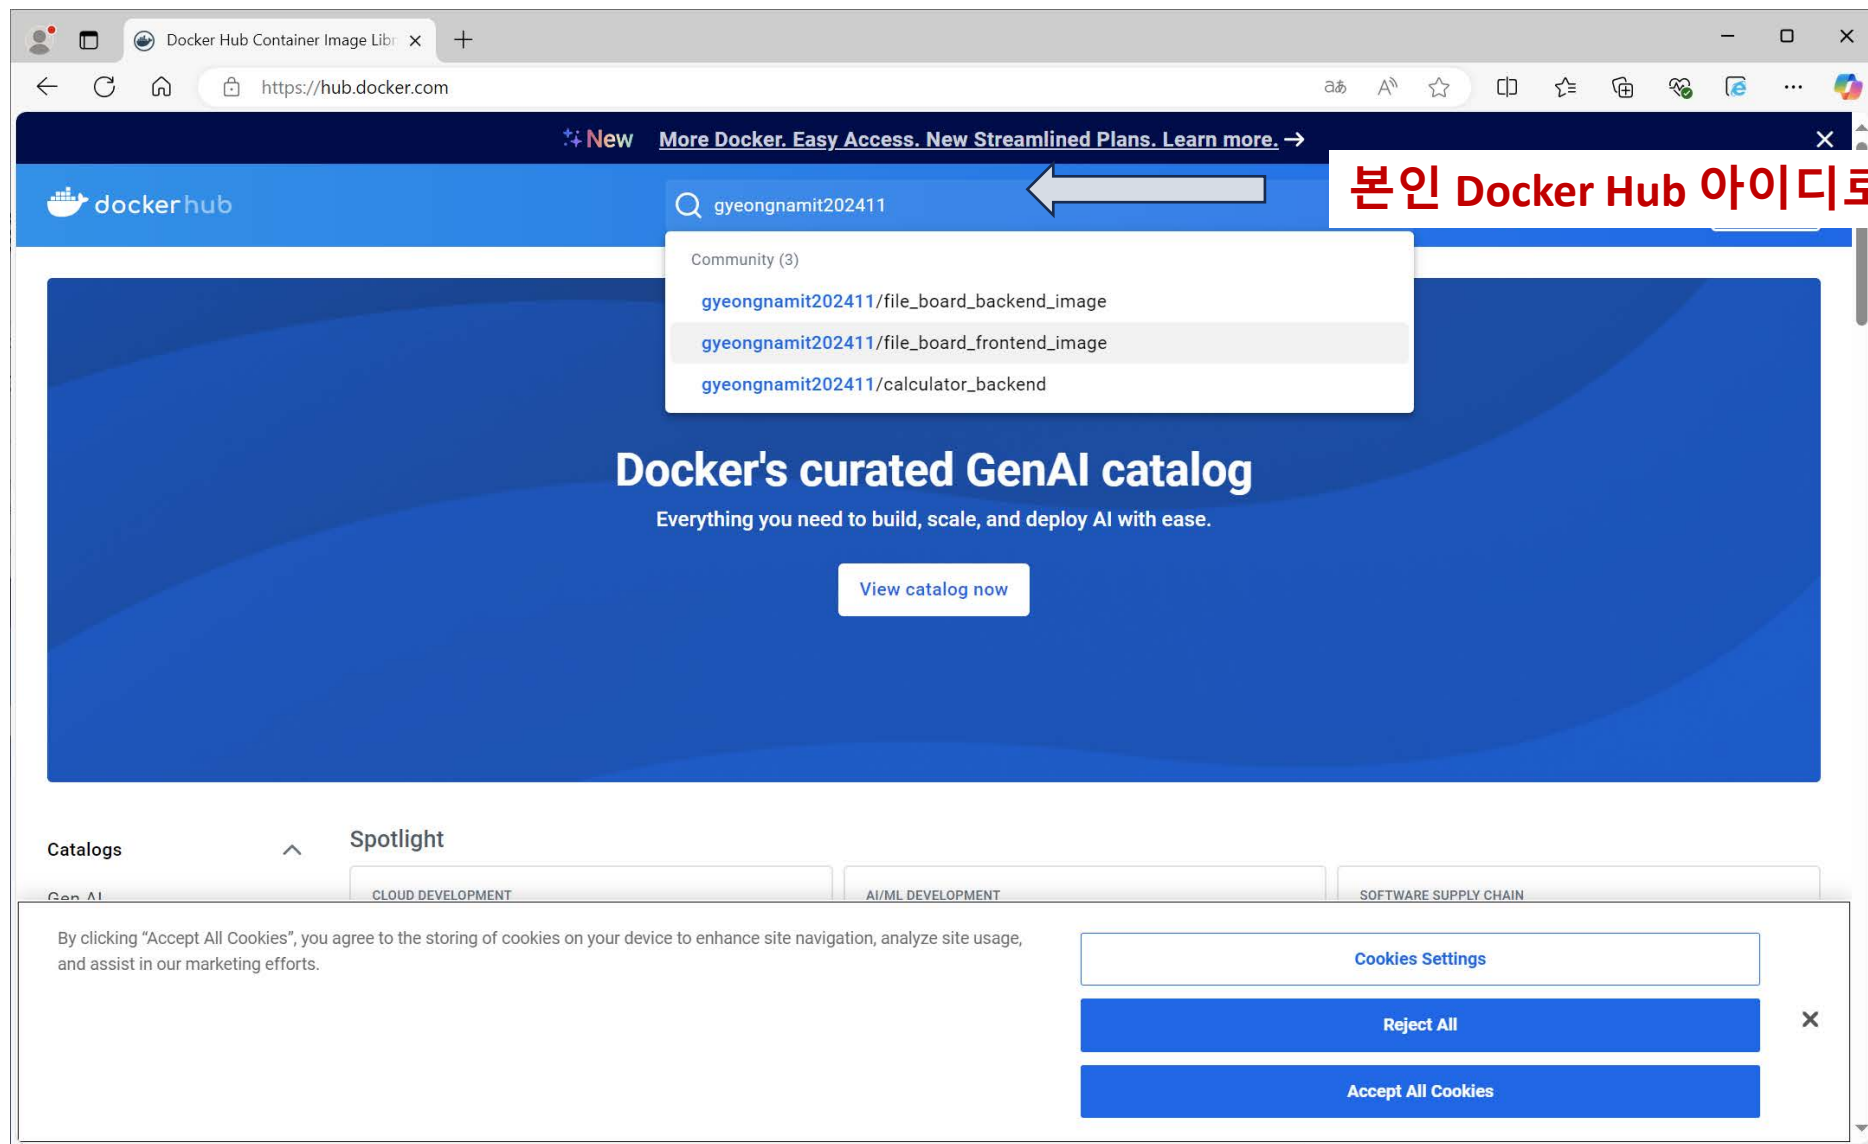 Docker Hub Container Image Libr
https://hub.docker.com
New More Docker. Easy Access. New Streamlined Plans. Learn more. →
본인 Docker Hub 아이디로
dockerhub
gyeongnamit202411
Community (3)
gyeongnamit202411/file_board_backend_image
gyeongnamit202411/file_board_frontend_image
gyeongnamit202411/calculator_backend
Docker's curated GenAI catalog
Everything you need to build, scale, and deploy AI with ease.
View catalog now
Catalogs
Spotlight
Gen AI
CLOUD DEVELOPMENT
AI/ML DEVELOPMENT
SOFTWARE SUPPLY CHAIN
By clicking “Accept All Cookies”, you agree to the storing of cookies on your device to enhance site navigation, analyze site usage,
and assist in our marketing efforts.
Cookies Settings
Reject All
Accept All Cookies